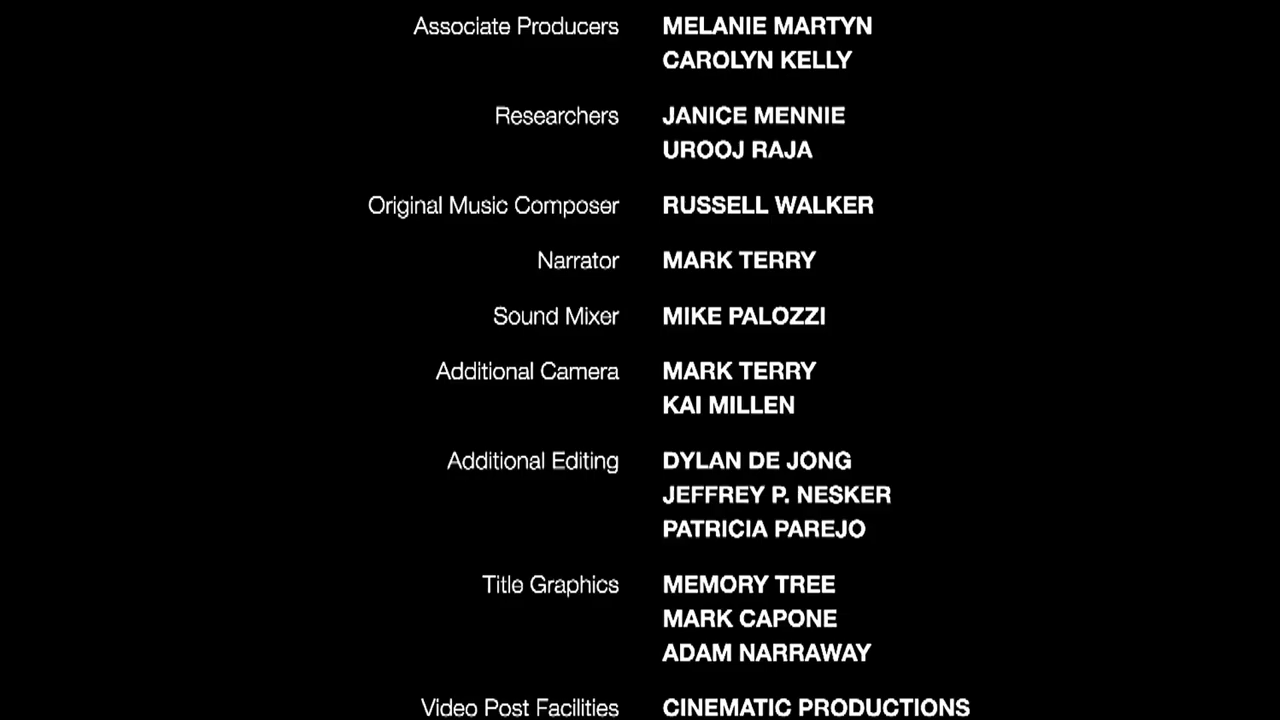 Associate Producers MELANIE MARTYN
CAROLYN KELLY
Researchers JANICE MENNIE
UROOJ RAJA
Original Music Composer RUSSELL WALKER
Narrator MARK TERRY
Sound Mixer MIKE PALOZZI
Additional Camera MARK TERRY
KAI MILLEN
Additional Editing DYLAN DE JONG
JEFFREY P. NESKER
PATRICIA PAREJO
Title Graphics MEMORY TREE
MARK CAPONE
ADAM NARRAWAY
Video Post Facilities CINEMATIC PRODUCTIONS